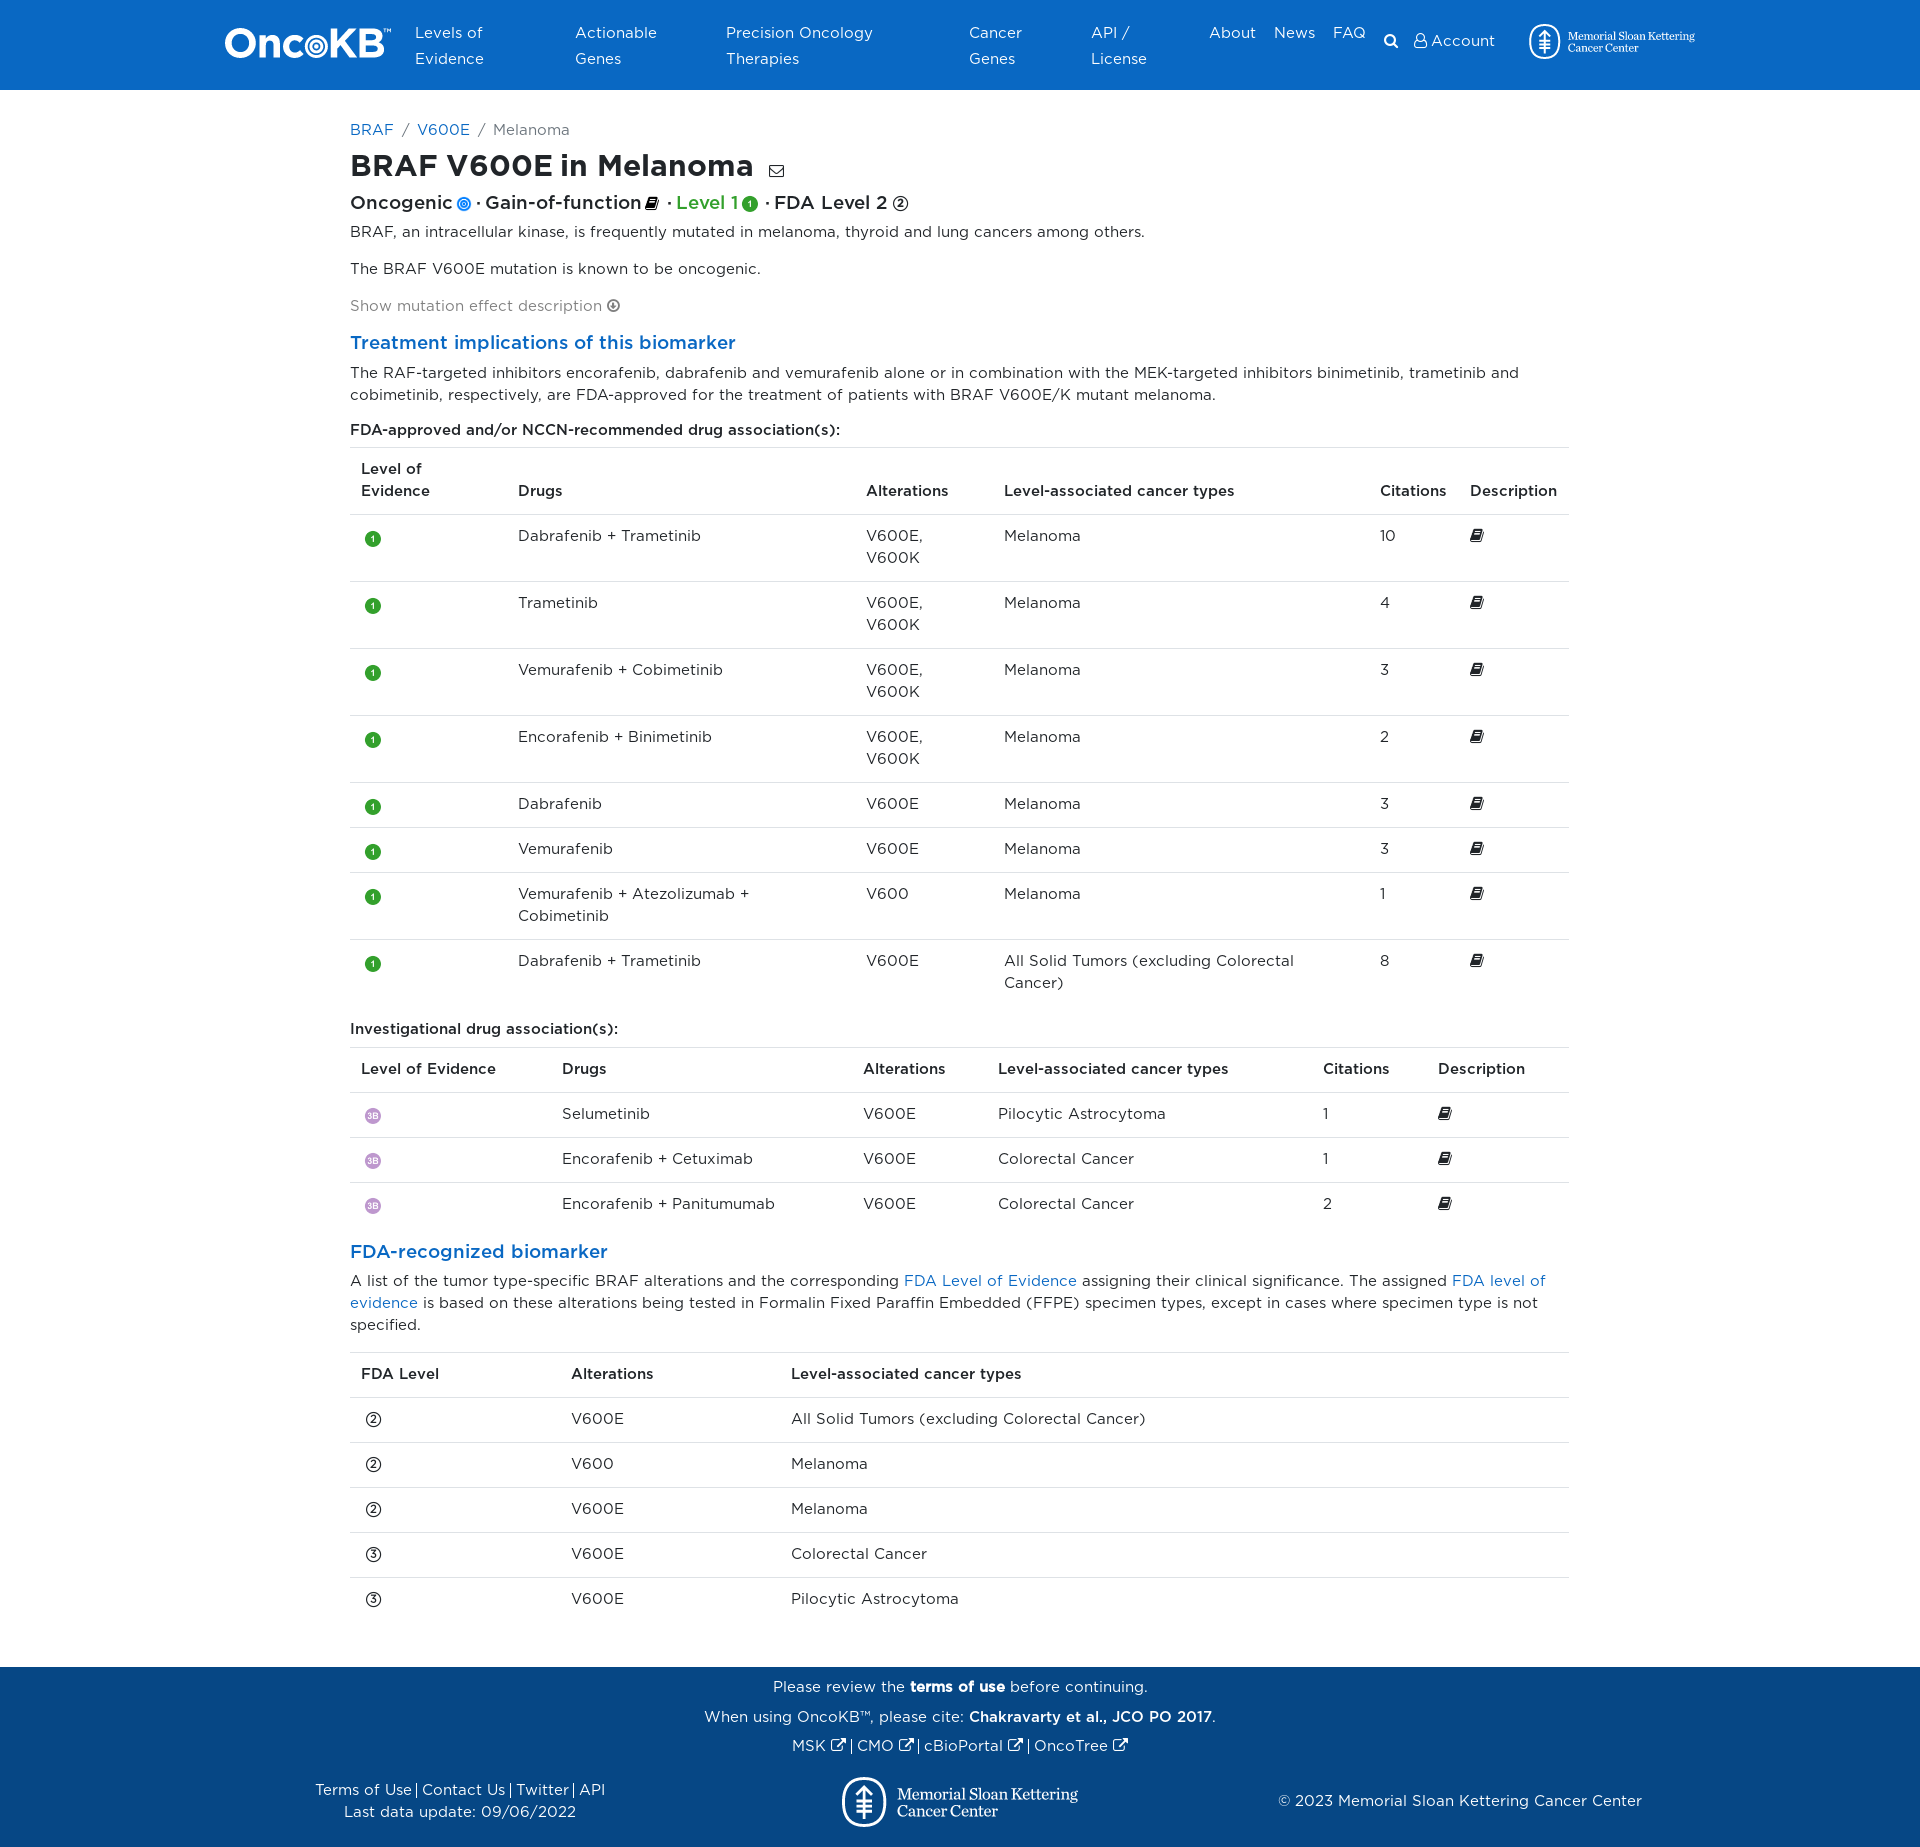 OncoKB™
Levels of Evidence
Actionable Genes
Precision Oncology Therapies
Cancer Genes
API / License
About
News
FAQ
Account
Memorial Sloan Kettering Cancer Center
BRAF / V600E / Melanoma
BRAF V600E in Melanoma
Oncogenic · Gain-of-function · Level 1 1 · FDA Level 2 2
BRAF, an intracellular kinase, is frequently mutated in melanoma, thyroid and lung cancers among others.
The BRAF V600E mutation is known to be oncogenic.
Show mutation effect description
Treatment implications of this biomarker
The RAF-targeted inhibitors encorafenib, dabrafenib and vemurafenib alone or in combination with the MEK-targeted inhibitors binimetinib, trametinib and
cobimetinib, respectively, are FDA-approved for the treatment of patients with BRAF V600E/K mutant melanoma.
FDA-approved and/or NCCN-recommended drug association(s):
Level of Evidence Drugs Alterations Level-associated cancer types Citations Description
1 Dabrafenib + Trametinib V600E, V600K Melanoma 10
1 Trametinib V600E, V600K Melanoma 4
1 Vemurafenib + Cobimetinib V600E, V600K Melanoma 3
1 Encorafenib + Binimetinib V600E, V600K Melanoma 2
1 Dabrafenib V600E Melanoma 3
1 Vemurafenib V600E Melanoma 3
1 Vemurafenib + Atezolizumab + Cobimetinib V600 Melanoma 1
1 Dabrafenib + Trametinib V600E All Solid Tumors (excluding Colorectal Cancer) 8
Investigational drug association(s):
Level of Evidence Drugs Alterations Level-associated cancer types Citations Description
3B Selumetinib V600E Pilocytic Astrocytoma 1
3B Encorafenib + Cetuximab V600E Colorectal Cancer 1
3B Encorafenib + Panitumumab V600E Colorectal Cancer 2
FDA-recognized biomarker
A list of the tumor type-specific BRAF alterations and the corresponding FDA Level of Evidence assigning their clinical significance. The assigned FDA level of
evidence is based on these alterations being tested in Formalin Fixed Paraffin Embedded (FFPE) specimen types, except in cases where specimen type is not
specified.
FDA Level Alterations Level-associated cancer types
2 V600E All Solid Tumors (excluding Colorectal Cancer)
2 V600 Melanoma
2 V600E Melanoma
3 V600E Colorectal Cancer
3 V600E Pilocytic Astrocytoma
Please review the terms of use before continuing.
When using OncoKB™, please cite: Chakravarty et al., JCO PO 2017.
MSK | CMO | cBioPortal | OncoTree
Terms of Use | Contact Us | Twitter | API
Last data update: 09/06/2022
Memorial Sloan Kettering
Cancer Center
© 2023 Memorial Sloan Kettering Cancer Center